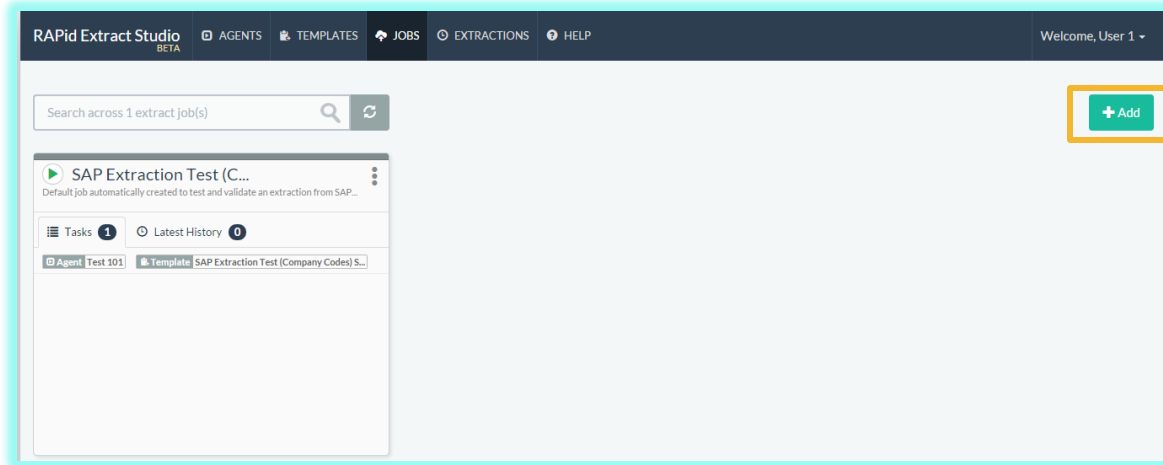 RAPid Extract Studio BETA AGENTS TEMPLATES JOBS EXTRACTIONS HELP Welcome, User 1
Search across 1 extract job(s) + Add
SAP Extraction Test (C...
Default job automatically created to test and validate an extraction from SAP...
Tasks 1 Latest History 0
Agent Test 101 Template SAP Extraction Test (Company Codes) S...